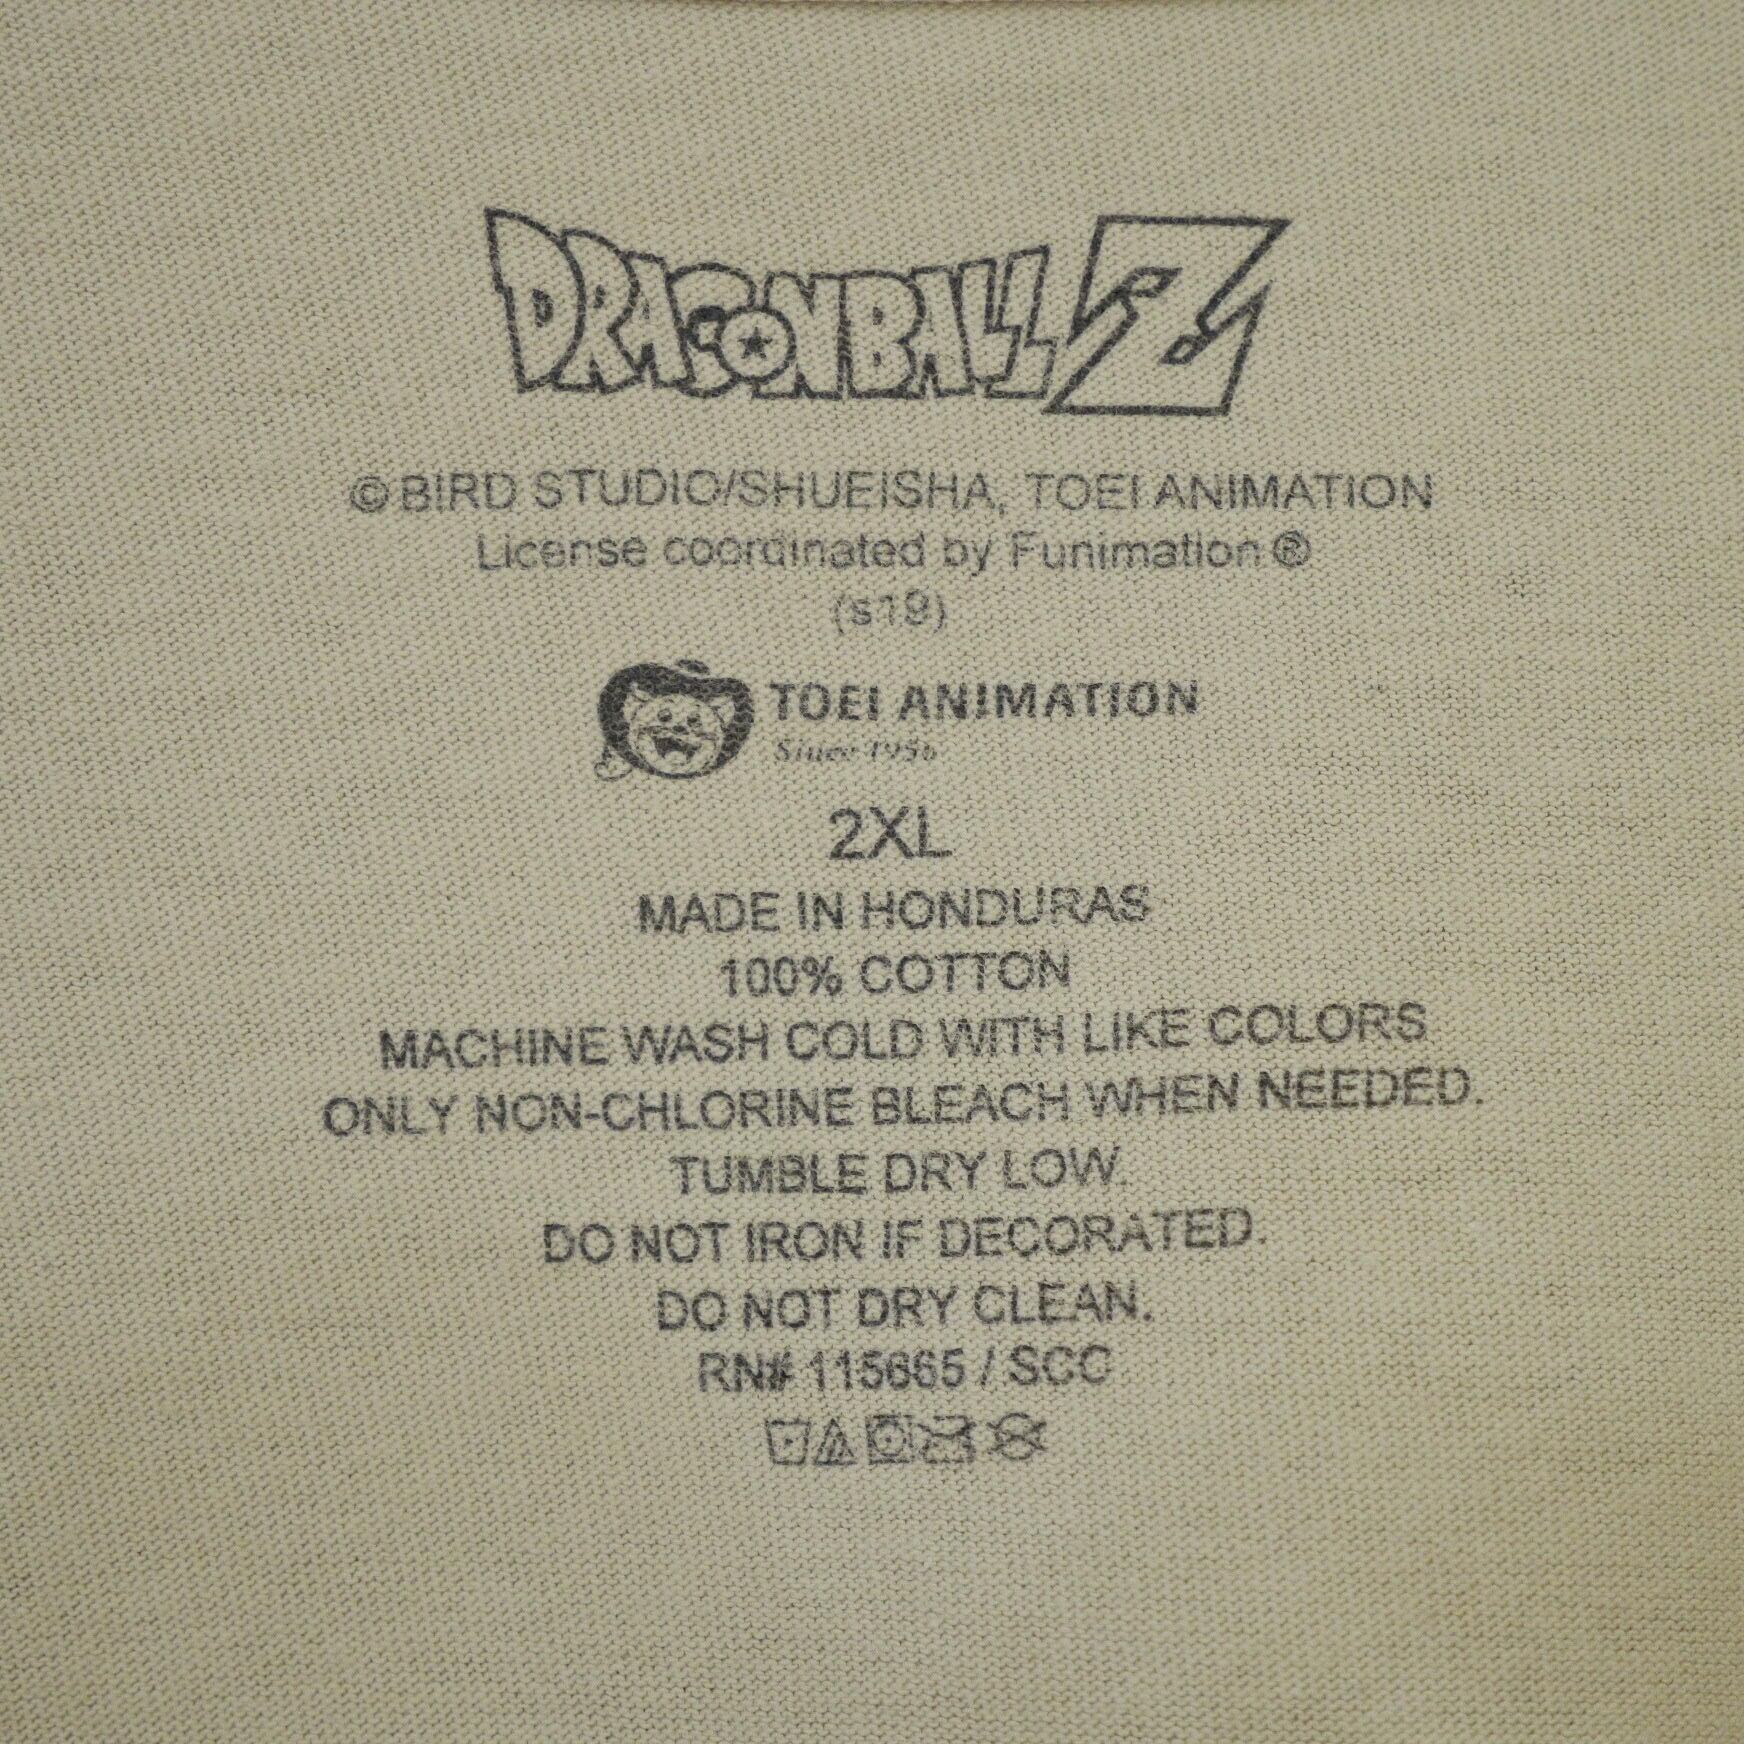 DRAGONBALL Z
© BIRD STUDIO/SHUEISHA, TOEI ANIMATION
License coordinated by Funimation ®
(s19)
TOEI ANIMATION
Since 1956
2XL
MADE IN HONDURAS
100% COTTON
MACHINE WASH COLD WITH LIKE COLORS
ONLY NON-CHLORINE BLEACH WHEN NEEDED.
TUMBLE DRY LOW.
DO NOT IRON IF DECORATED.
DO NOT DRY CLEAN.
RN# 115665 / SCC